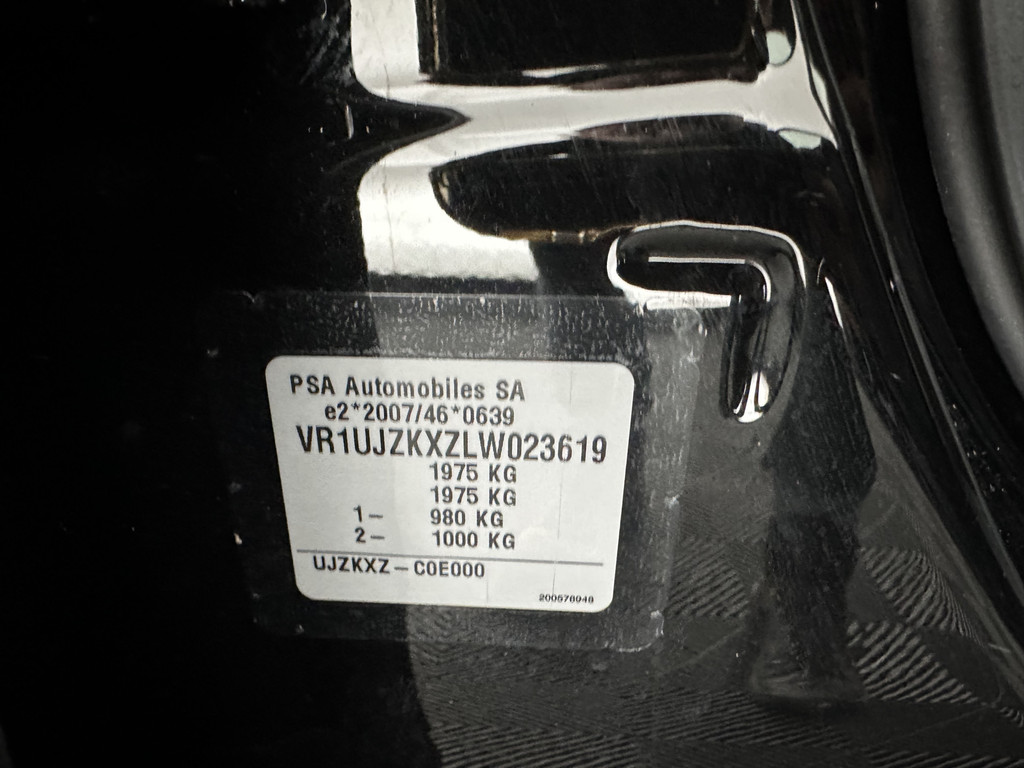 PSA Automobiles SA
e2*2007/46*0639
VR1UJZKXZLW023619
1975 KG
1975 KG
1- 980 KG
2- 1000 KG
UJZKXZ-C0E000
200576948